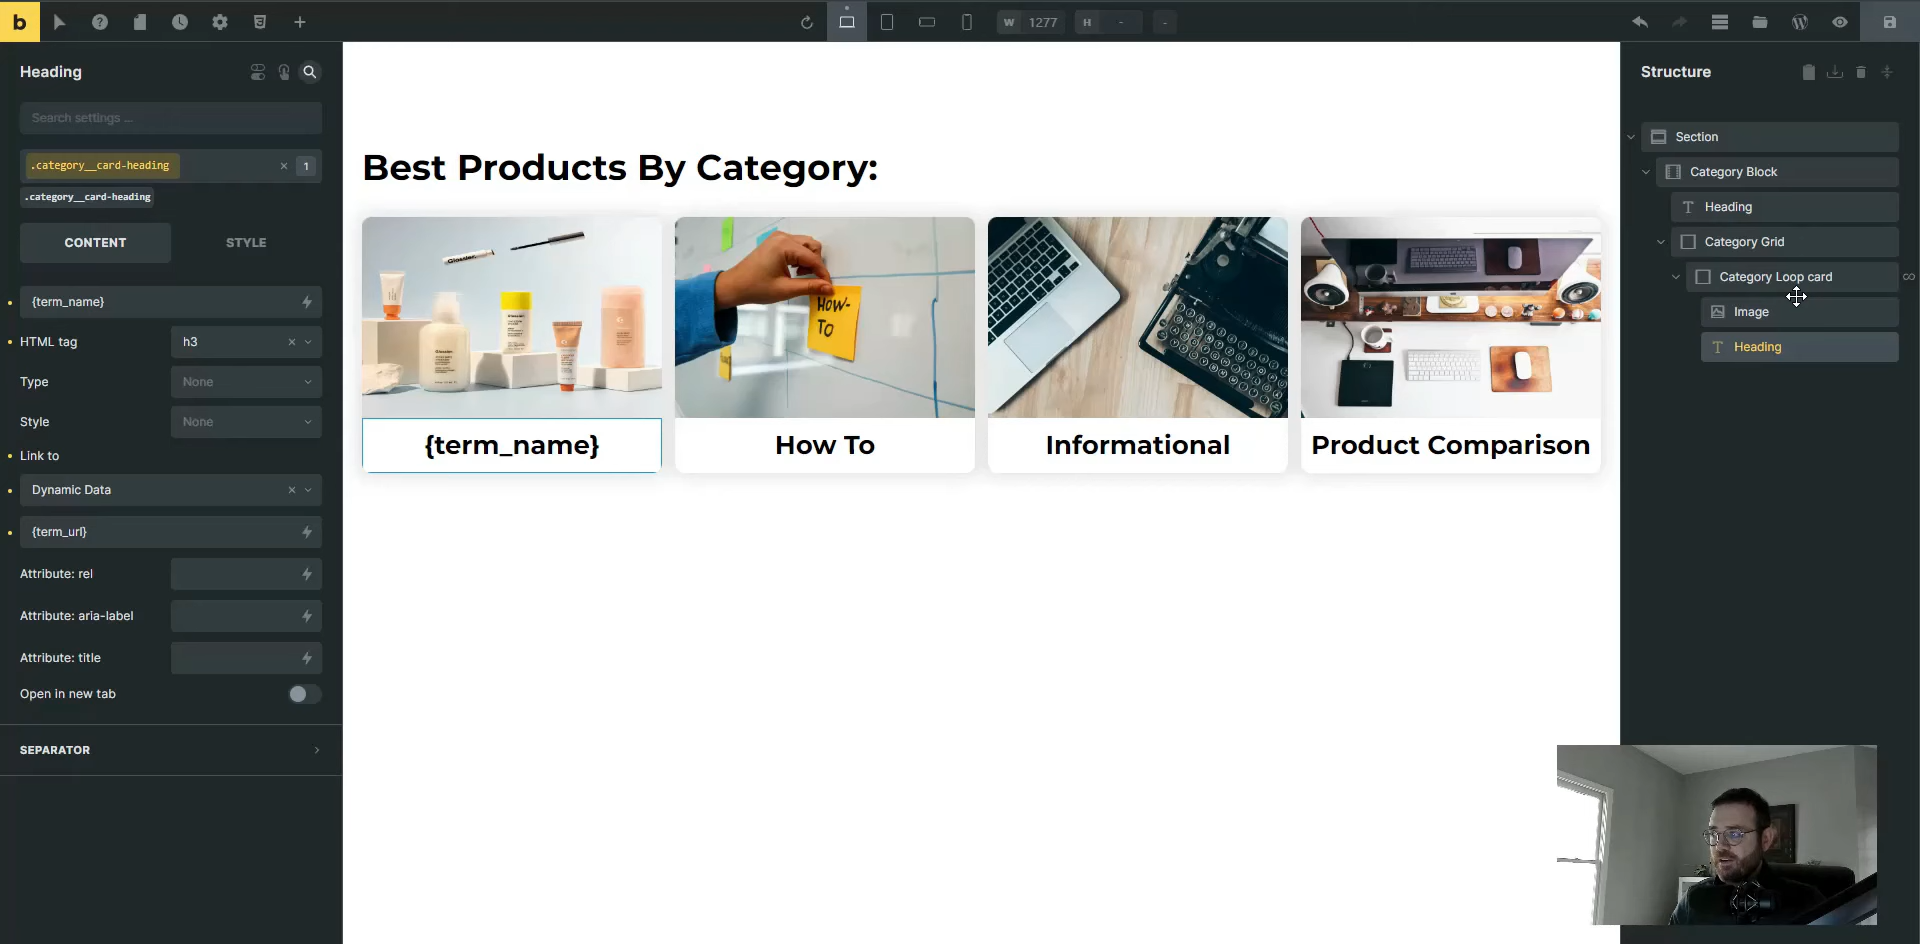 b
W 1277 H - -
Heading
Search settings ...
.category__card-heading × 1
.category__card-heading
CONTENT STYLE
{term_name}
HTML tag h3
Type None
Style None
Link to
Dynamic Data
{term_url}
Attribute: rel
Attribute: aria-label
Attribute: title
Open in new tab
SEPARATOR
Best Products By Category:
Glossier.
HOW-
TO
{term_name}
How To
Informational
Product Comparison
Structure
Section
Category Block
Heading
Category Grid
Category Loop card
Image
Heading